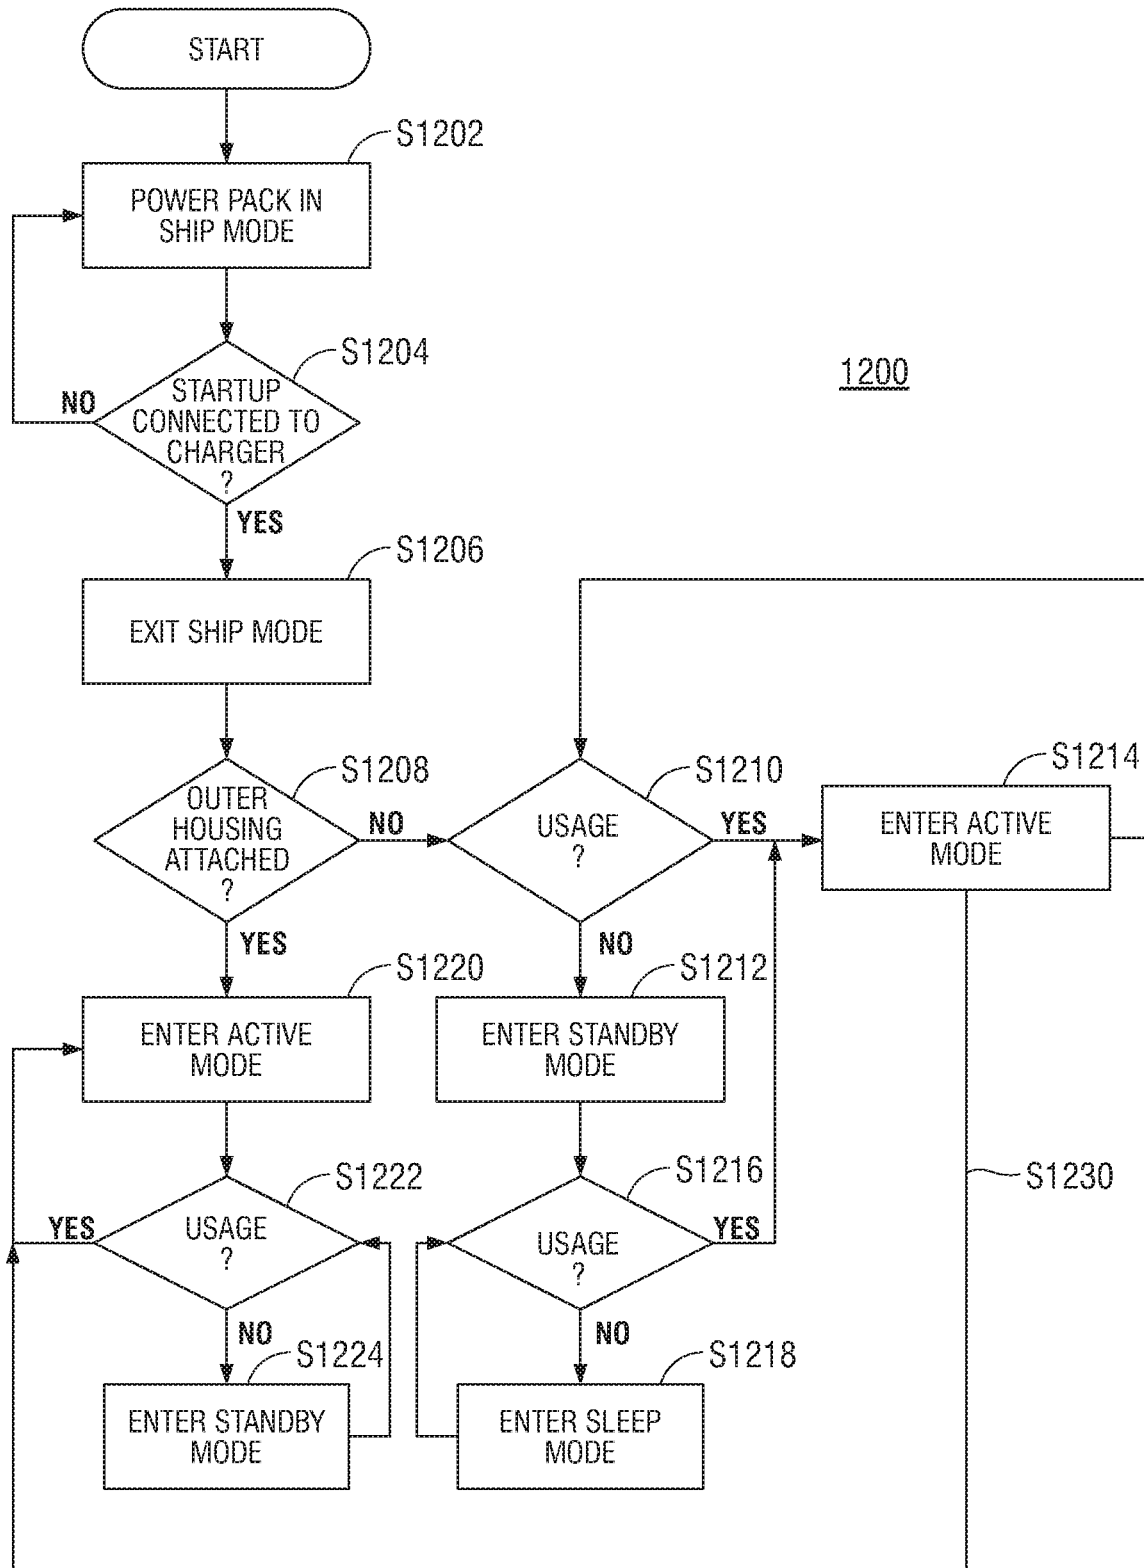 START
S1202
POWER PACK IN
SHIP MODE
S1204
STARTUP
CONNECTED TO
CHARGER
?
NO
YES
1200
S1206
EXIT SHIP MODE
S1208
OUTER
HOUSING
ATTACHED
?
NO
YES
S1210
USAGE
?
YES
NO
S1214
ENTER ACTIVE
MODE
S1220
ENTER ACTIVE
MODE
S1212
ENTER STANDBY
MODE
S1222
USAGE
?
YES
NO
S1216
USAGE
?
YES
NO
S1230
S1224
ENTER STANDBY
MODE
S1218
ENTER SLEEP
MODE